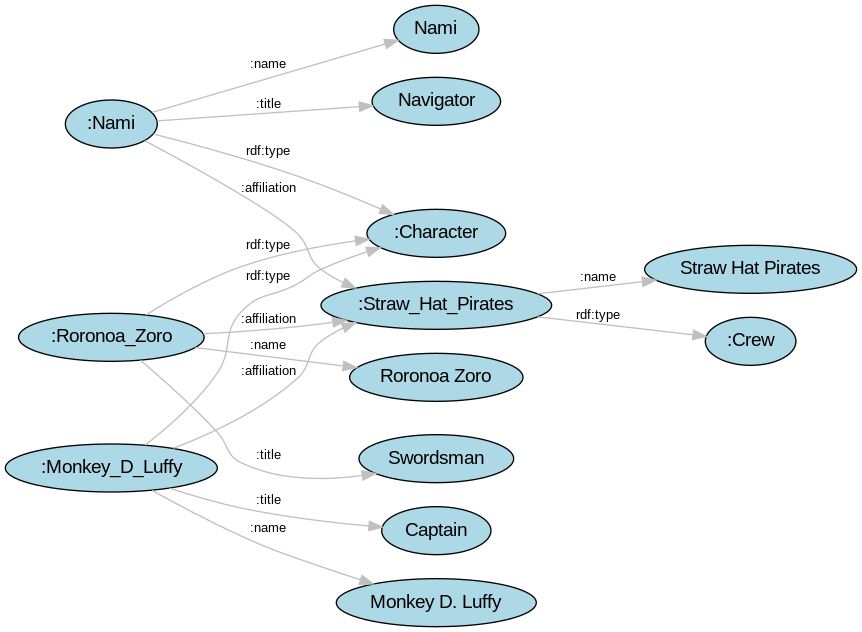 Nami
:name
:title
Navigator
:Nami
rdf:type
:affiliation
:Character
rdf:type
rdf:type
:name
Straw Hat Pirates
:Straw_Hat_Pirates
:affiliation
rdf:type
:Roronoa_Zoro
:name
:Crew
:affiliation
Roronoa Zoro
:title
Swordsman
:Monkey_D_Luffy
:title
:name
Captain
Monkey D. Luffy